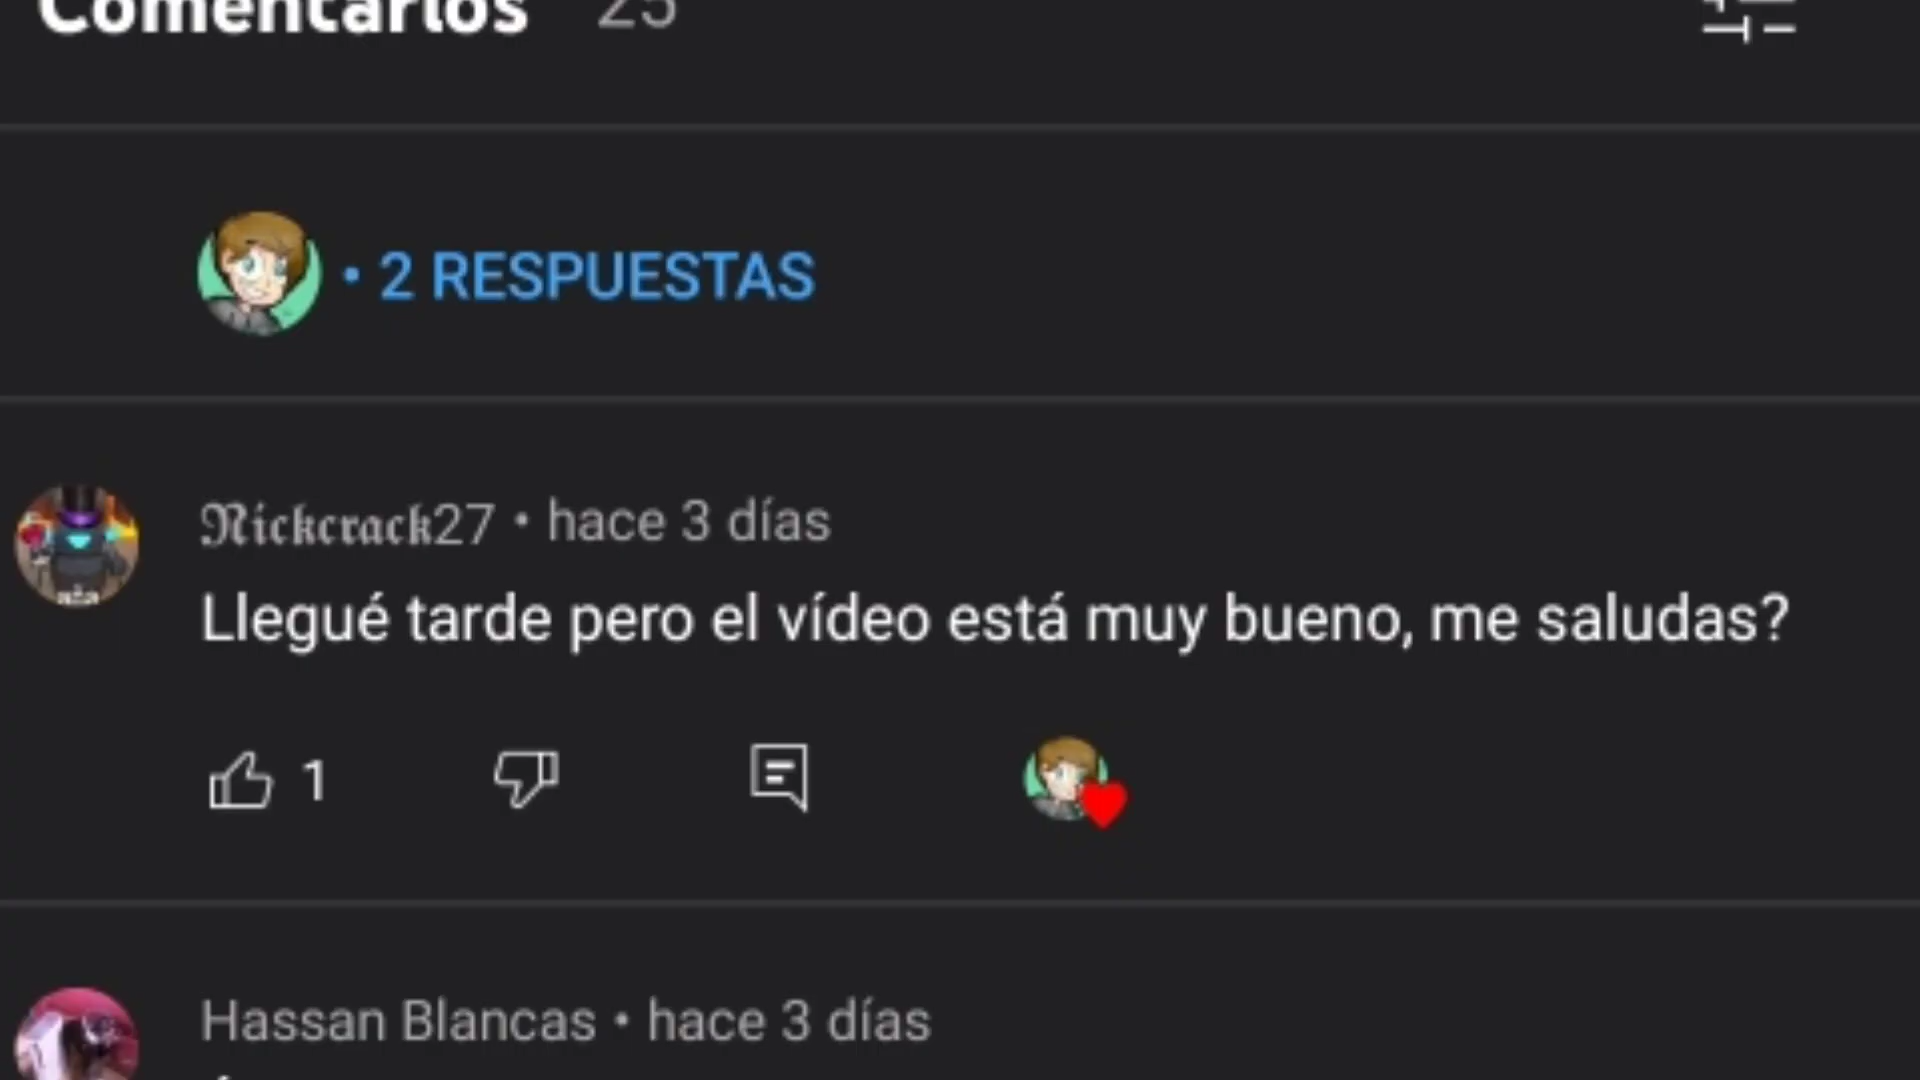 Comentarios 25
• 2 RESPUESTAS
𝕹𝖎𝖈𝖐𝖈𝖗𝖆𝖈𝖐27 • hace 3 días
Llegué tarde pero el vídeo está muy bueno, me saludas?
1
Hassan Blancas • hace 3 días